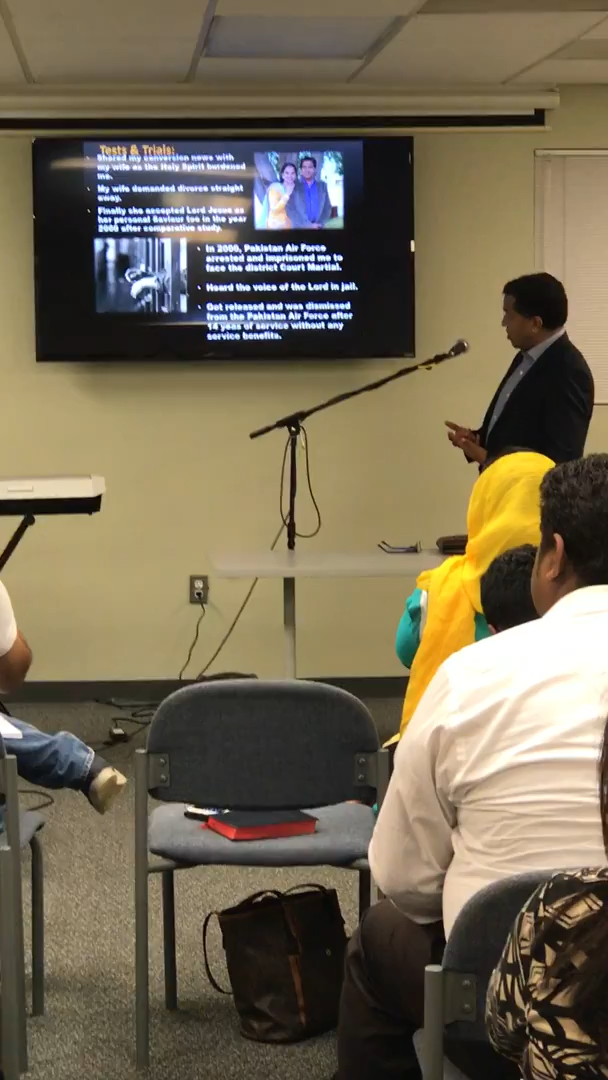 Tests & Trials:
Shared my conversion news with
my wife as the Holy Spirit burdened
me.
My wife demanded divorce straight
away.
Finally she accepted Lord Jesus as
her personal Saviour too in the year
2000 after comparative study.
In 2000, Pakistan Air Force
arrested and imprisoned me to
face the district Court Martial.
Heard the voice of the Lord in jail.
Got released and was dismissed
from the Pakistan Air Force after
14 yeas of service without any
service benefits.